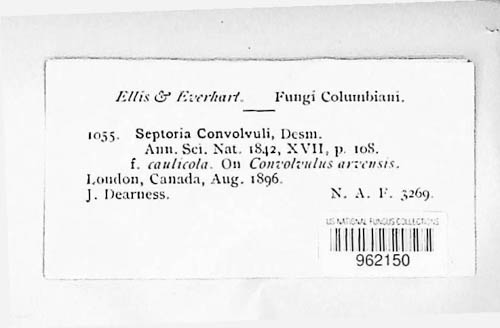 Ellis & Everhart. Fungi Columbiani.
1035. Septoria Convolvuli, Desm.
Ann. Sci. Nat. 1842, XVII, p. 108.
f. caulicola. On Convolvulus arvensis.
London, Canada, Aug. 1896.
J. Dearness. N. A. F. 3269.
US NATIONAL FUNGUS COLLECTIONS
962150